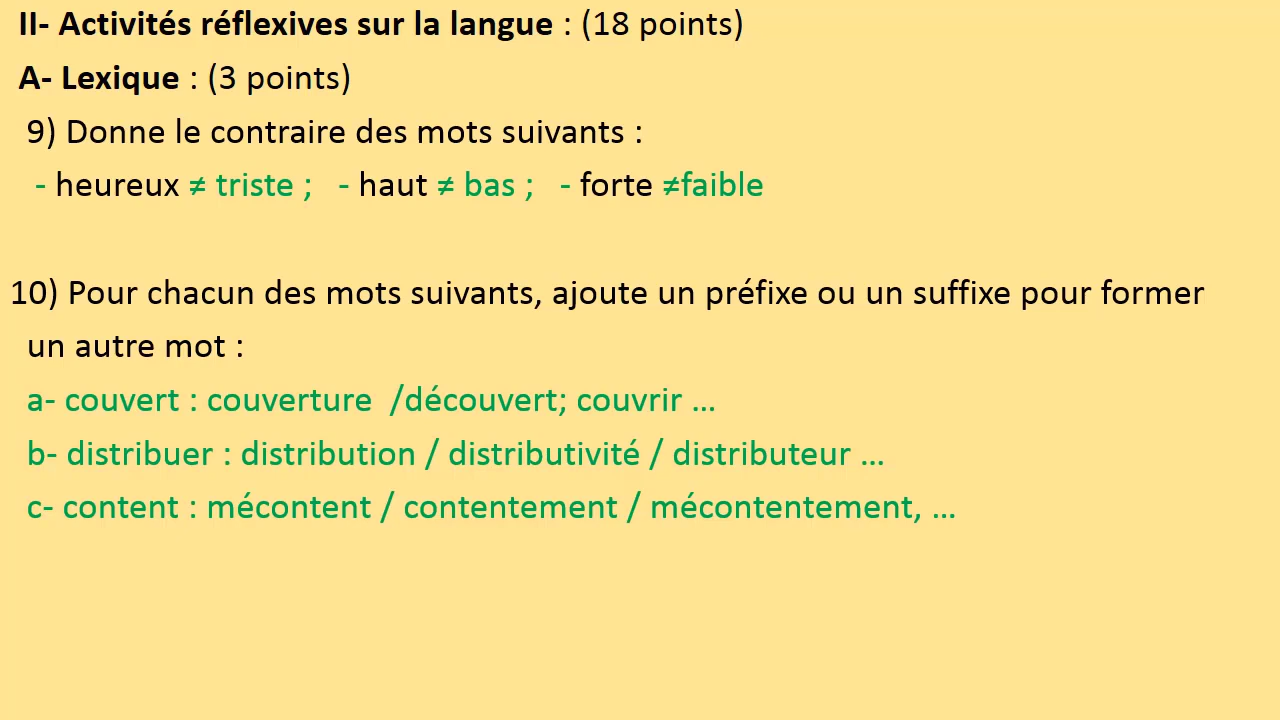 II- Activités réflexives sur la langue : (18 points)
A- Lexique : (3 points)
9) Donne le contraire des mots suivants :
- heureux ≠ triste ; - haut ≠ bas ; - forte ≠faible
10) Pour chacun des mots suivants, ajoute un préfixe ou un suffixe pour former
un autre mot :
a- couvert : couverture /découvert; couvrir ...
b- distribuer : distribution / distributivité / distributeur ...
c- content : mécontent / contentement / mécontentement, ...